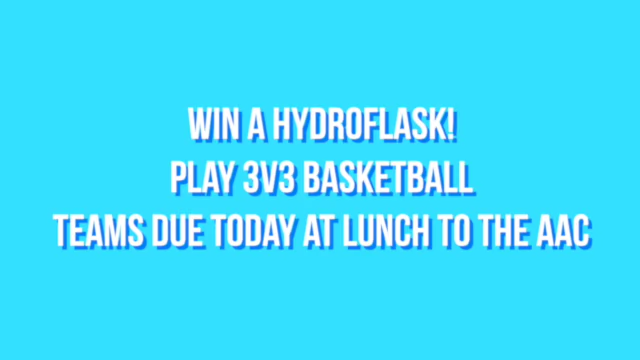 WIN A HYDROFLASK!
PLAY 3V3 BASKETBALL
TEAMS DUE TODAY AT LUNCH TO THE AAC